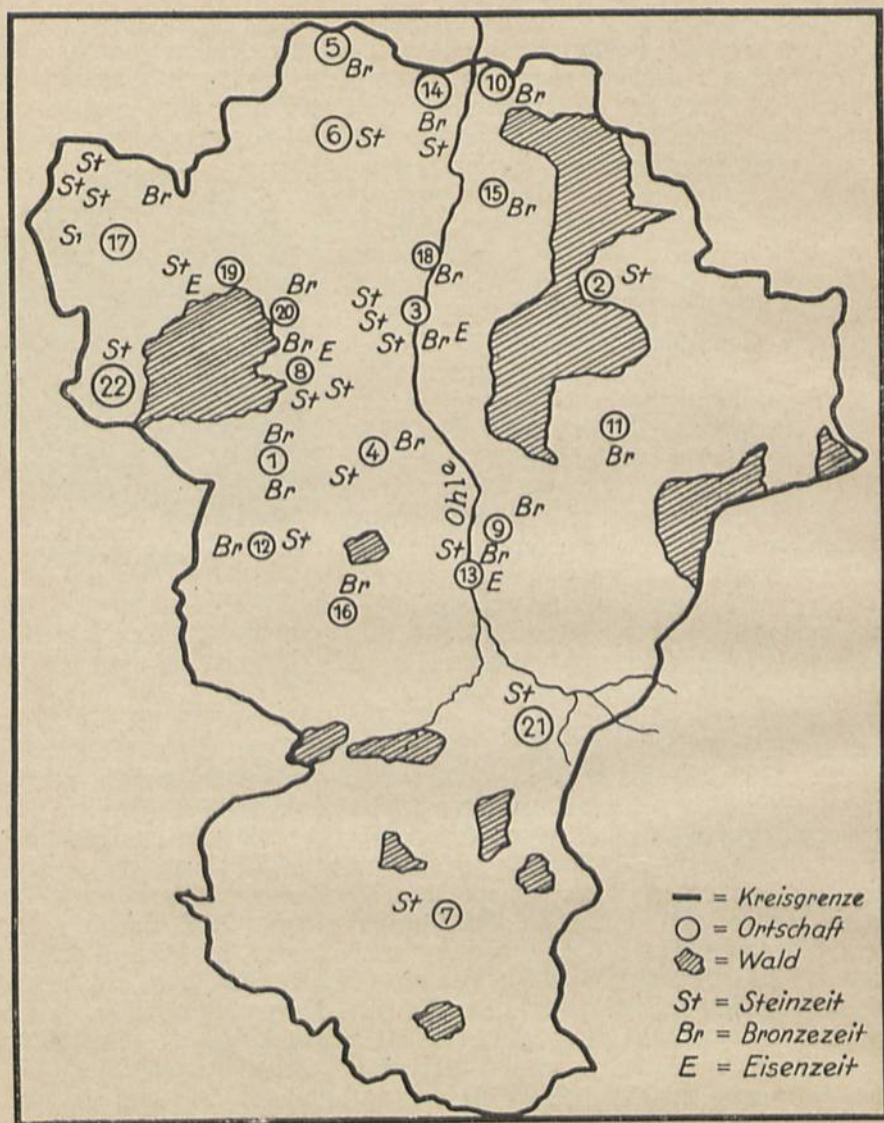 5
Br
14
Br
St
10
Br
6 St
15
Br
St
St St
Br
S1 17
18
Br
St
E 19
Br
20
St
St
St
3
Br E
2 St
Br E
8
St St
St
22
Br
1
Br
Br
4
St
11
Br
Ohle
Br
9
Br
Br 12 St
St
13
E
Br
16
St
21
St 7
= Kreisgrenze
= Ortschaft
= Wald
St = Steinzeit
Br = Bronzezeit
E = Eisenzeit